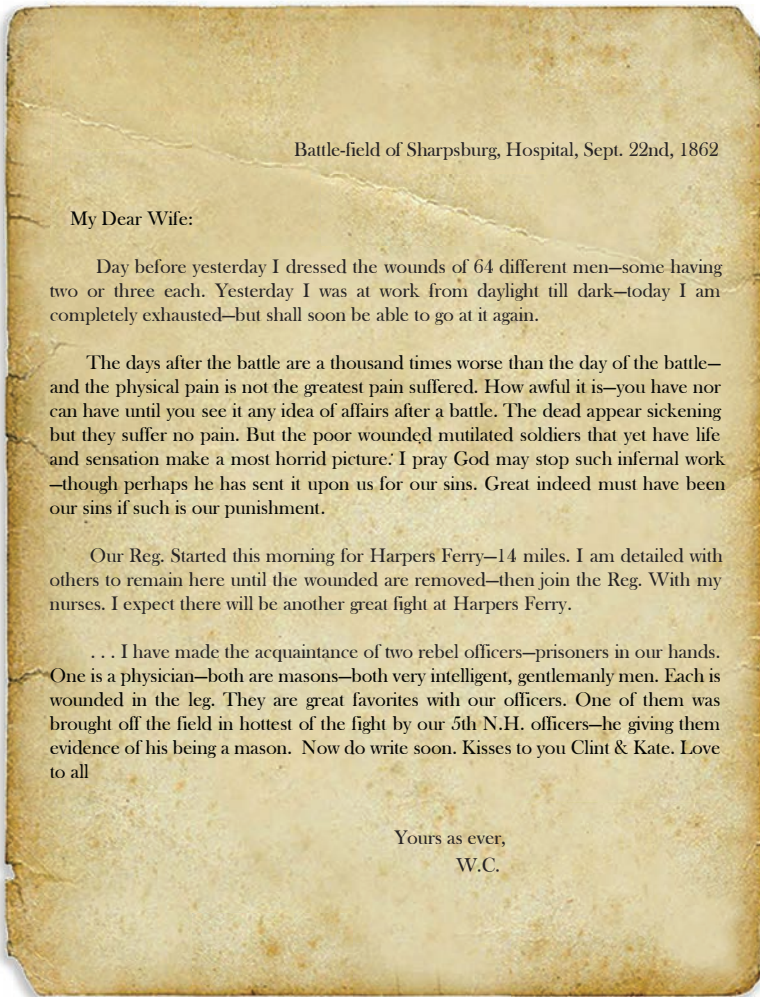 Battle-field of Sharpsburg, Hospital, Sept. 22nd, 1862
My Dear Wife:
Day before yesterday I dressed the wounds of 64 different men—some having
two or three each. Yesterday I was at work from daylight till dark—today I am
completely exhausted—but shall soon be able to go at it again.
The days after the battle are a thousand times worse than the day of the battle—
and the physical pain is not the greatest pain suffered. How awful it is—you have nor
can have until you see it any idea of affairs after a battle. The dead appear sickening
but they suffer no pain. But the poor wounded mutilated soldiers that yet have life
and sensation make a most horrid picture. I pray God may stop such infernal work
—though perhaps he has sent it upon us for our sins. Great indeed must have been
our sins if such is our punishment.
Our Reg. Started this morning for Harpers Ferry—14 miles. I am detailed with
others to remain here until the wounded are removed—then join the Reg. With my
nurses. I expect there will be another great fight at Harpers Ferry.
. . . I have made the acquaintance of two rebel officers—prisoners in our hands.
One is a physician—both are masons—both very intelligent, gentlemanly men. Each is
wounded in the leg. They are great favorites with our officers. One of them was
brought off the field in hottest of the fight by our 5th N.H. officers—he giving them
evidence of his being a mason. Now do write soon. Kisses to you Clint & Kate. Love
to all
Yours as ever,
W.C.